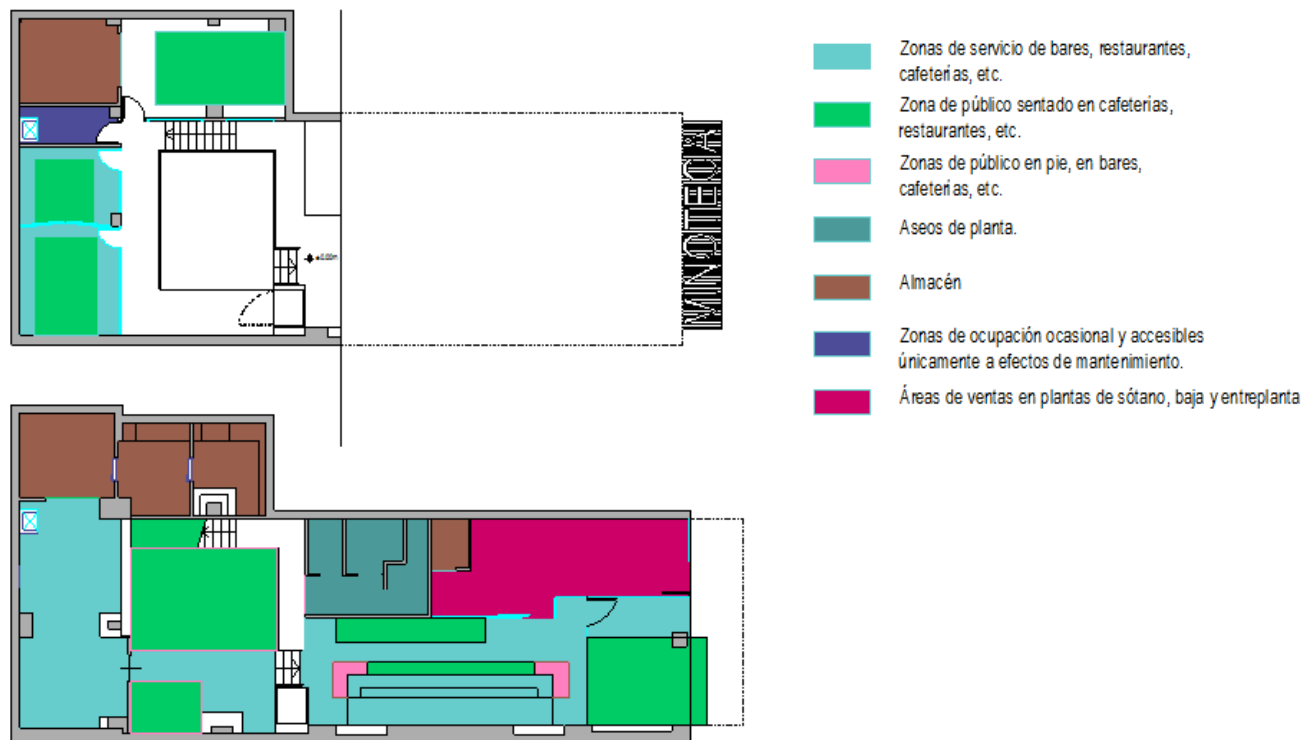 Zonas de servicio de bares, restaurantes,
cafeterías, etc.
Zona de público sentado en cafeterías,
restaurantes, etc.
Zonas de público en pie, en bares,
cafeterías, etc.
Aseos de planta.
Almacén
Zonas de ocupación ocasional y accesibles
únicamente a efectos de mantenimiento.
Áreas de ventas en plantas de sótano, baja y entreplanta